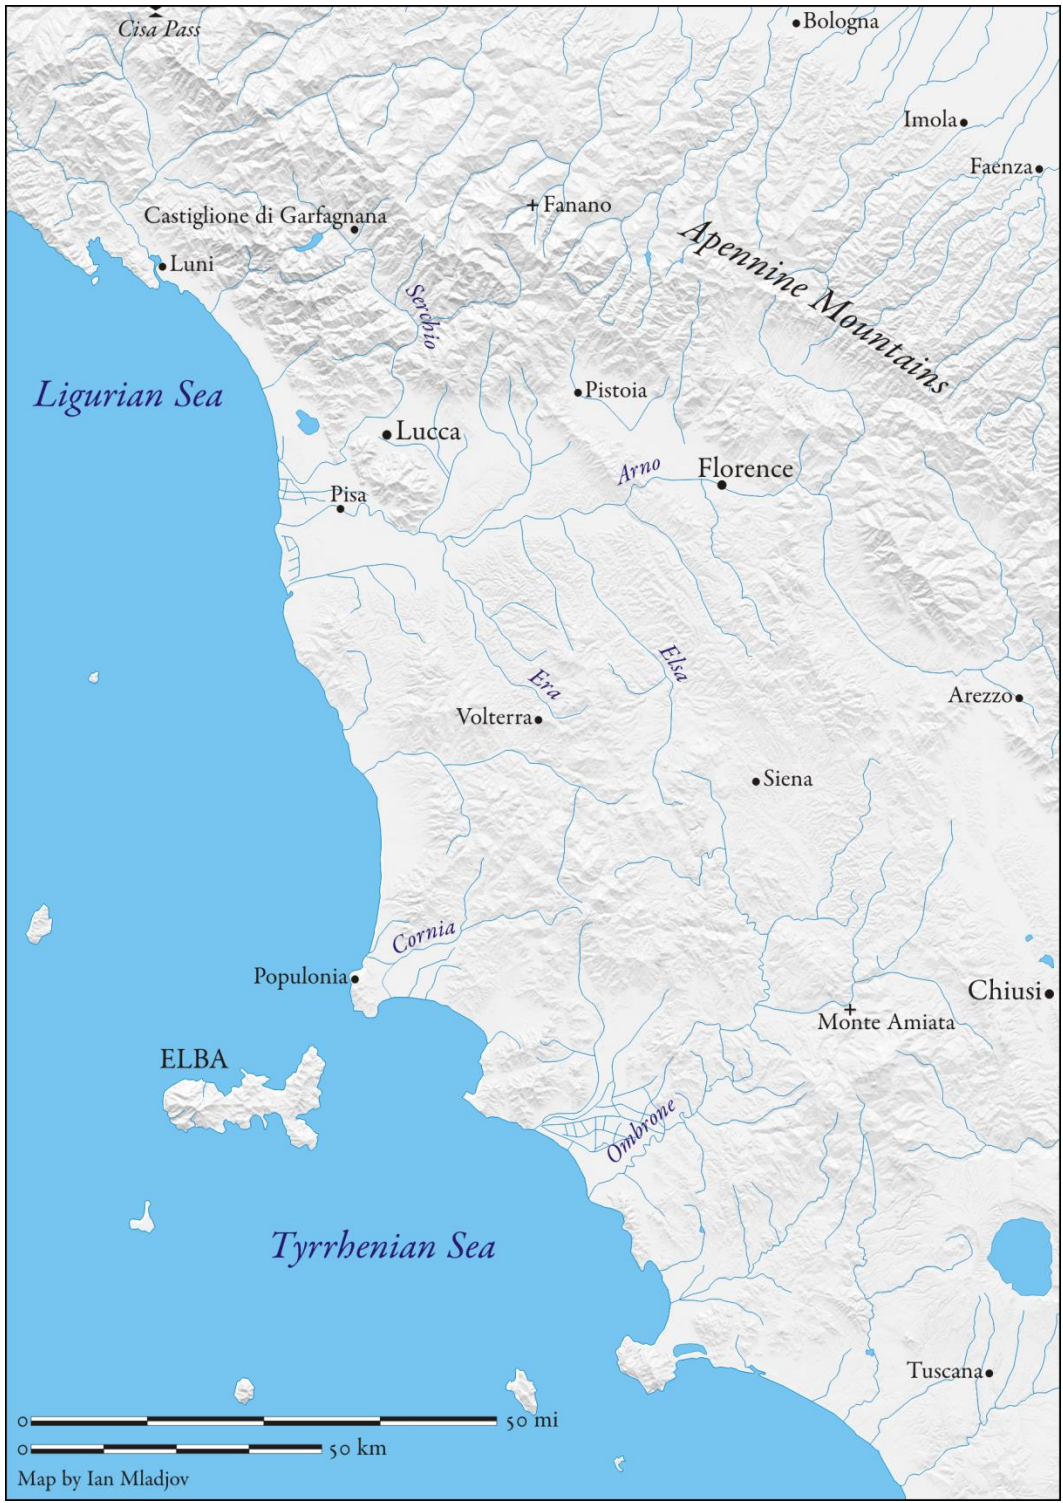 Cisa Pass
Bologna
Imola
Faenza
Castiglione di Garfagnana
Fanano
Apennine Mountains
Luni
Serchio
Ligurian Sea
Pistoia
Lucca
Arno
Florence
Pisa
Elsa
Era
Arezzo
Volterra
Siena
Cornia
Populonia
Chiusi
Monte Amiata
ELBA
Ombrone
Tyrrhenian Sea
Tuscana
0 50 mi
0 50 km
Map by Ian Mladjov